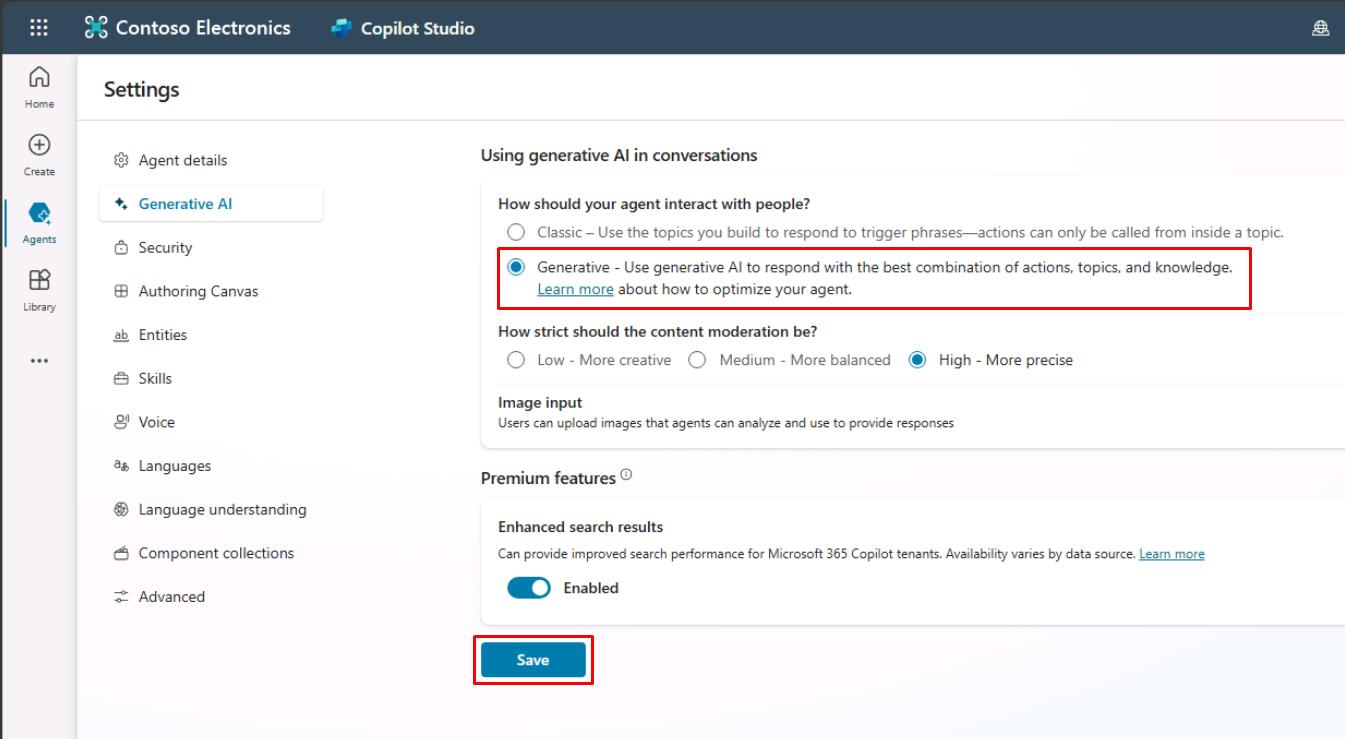 Contoso Electronics Copilot Studio
Home
Create
Agents
Library
Settings
Agent details
Generative AI
Security
Authoring Canvas
ab Entities
Skills
Voice
Languages
Language understanding
Component collections
Advanced
Using generative AI in conversations
How should your agent interact with people?
Classic – Use the topics you build to respond to trigger phrases—actions can only be called from inside a topic.
Generative - Use generative AI to respond with the best combination of actions, topics, and knowledge.
Learn more about how to optimize your agent.
How strict should the content moderation be?
Low - More creative Medium - More balanced High - More precise
Image input
Users can upload images that agents can analyze and use to provide responses
Premium features
Enhanced search results
Can provide improved search performance for Microsoft 365 Copilot tenants. Availability varies by data source. Learn more
Enabled
Save